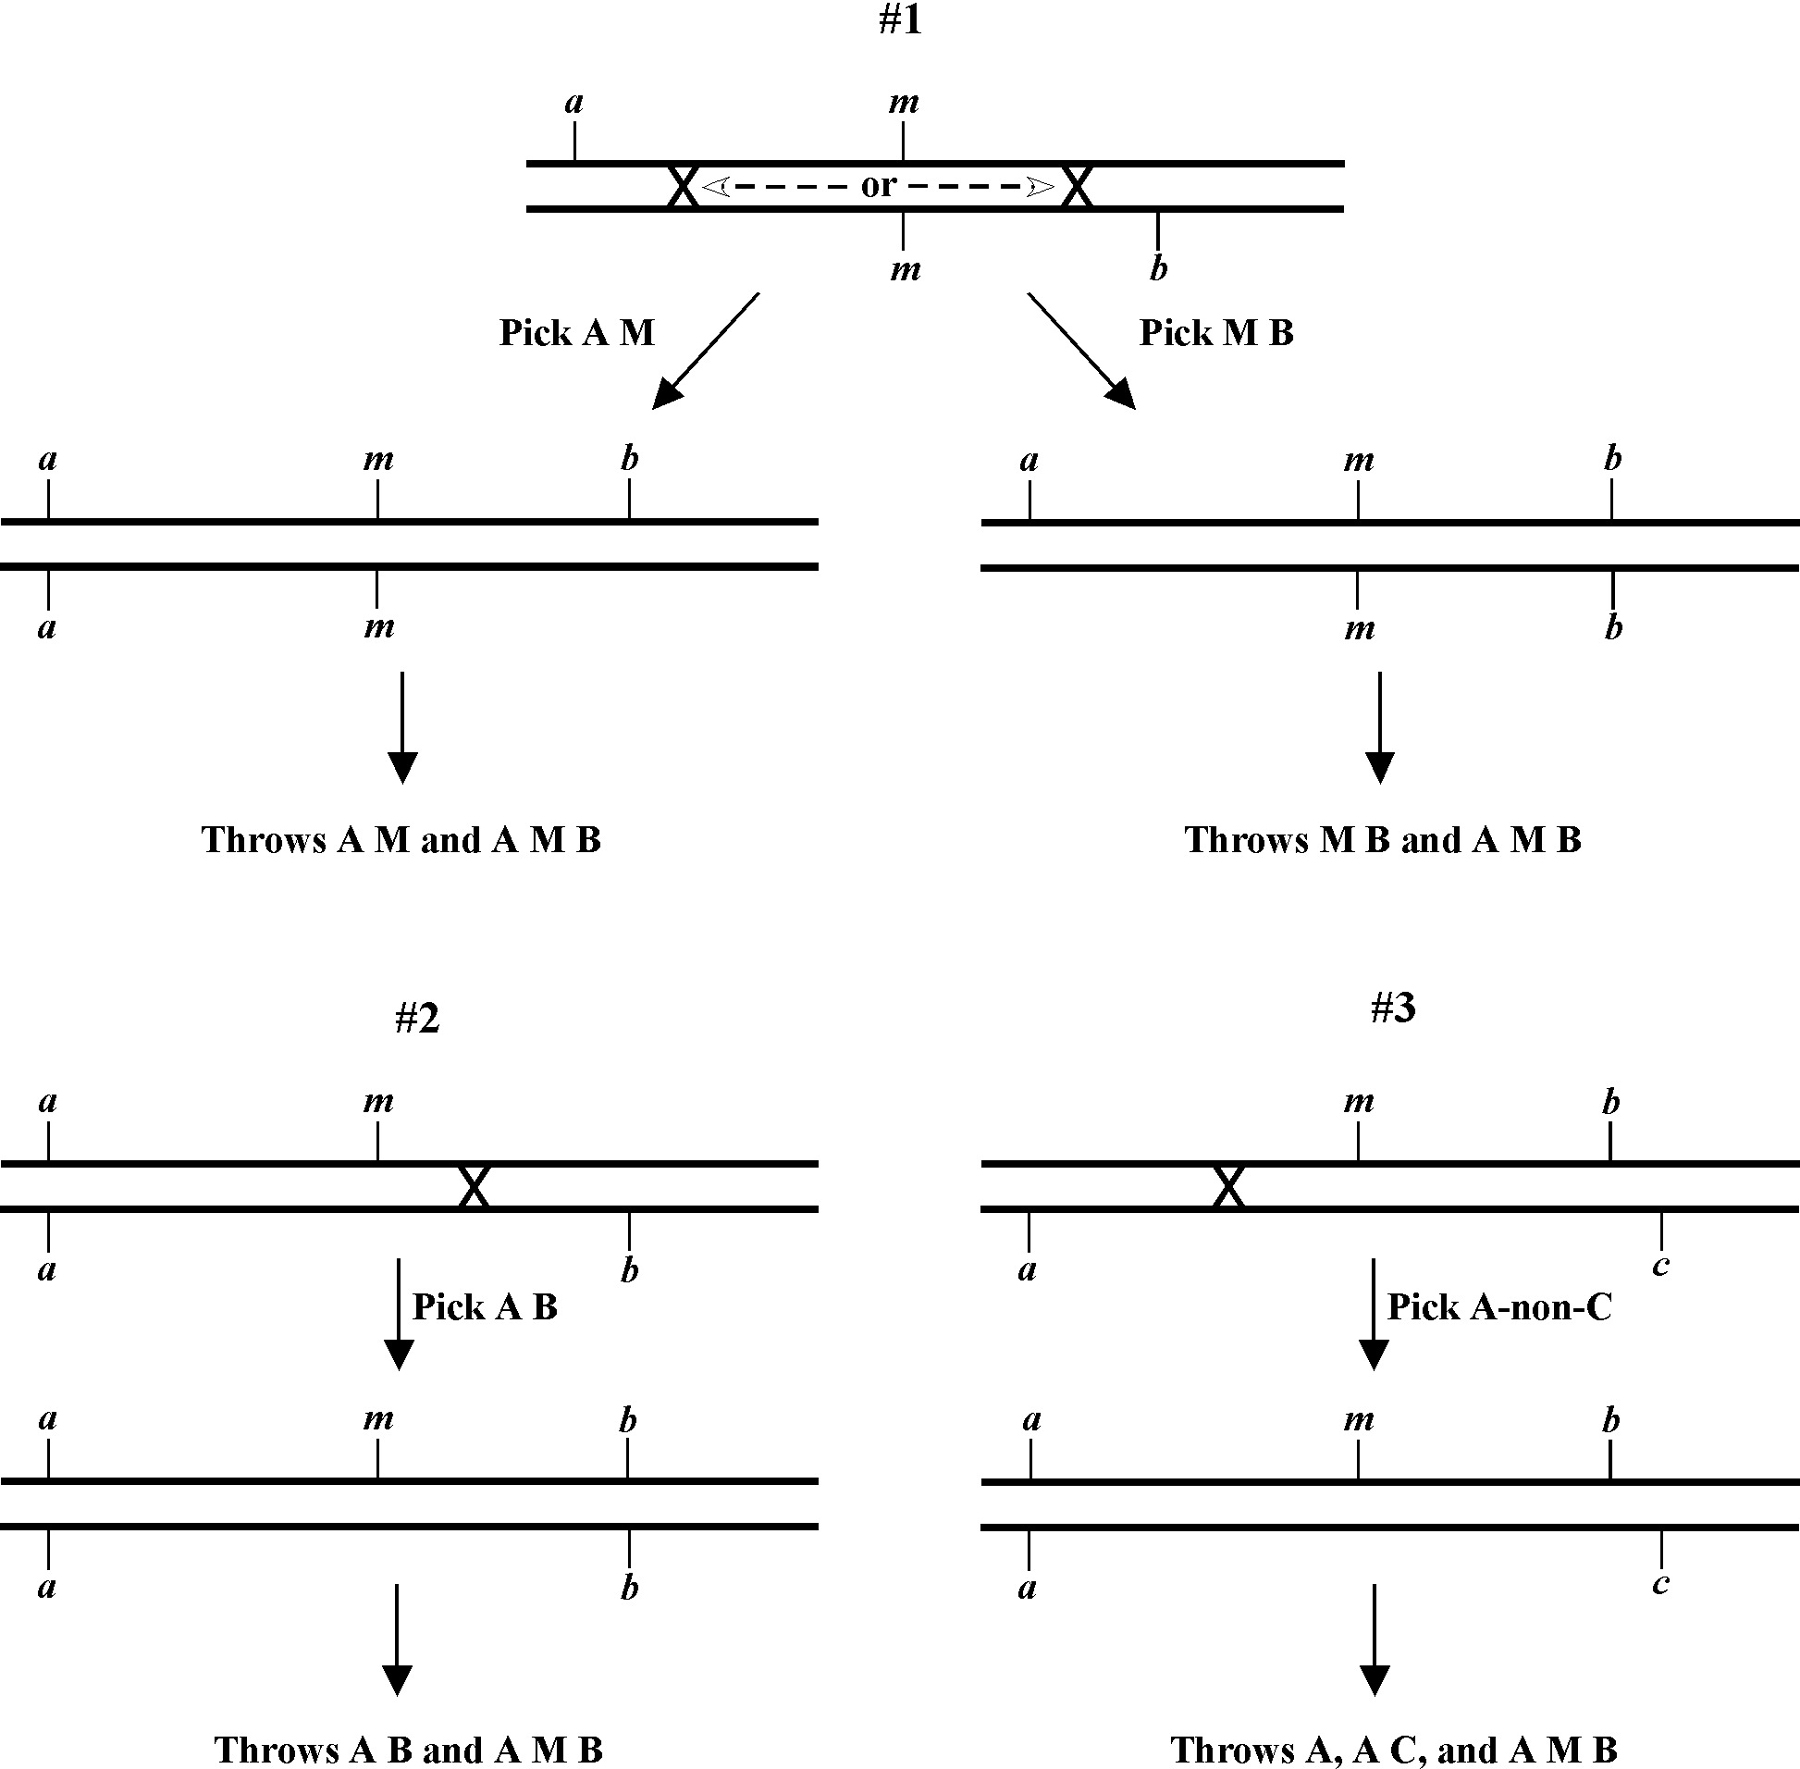 #1
a m
or
m b
Pick A M Pick M B
a m b a m b
a m m b
Throws A M and A M B Throws M B and A M B
#2 #3
a m m b
a b a c
Pick A B Pick A-non-C
a m b a m b
a b a c
Throws A B and A M B Throws A, A C, and A M B